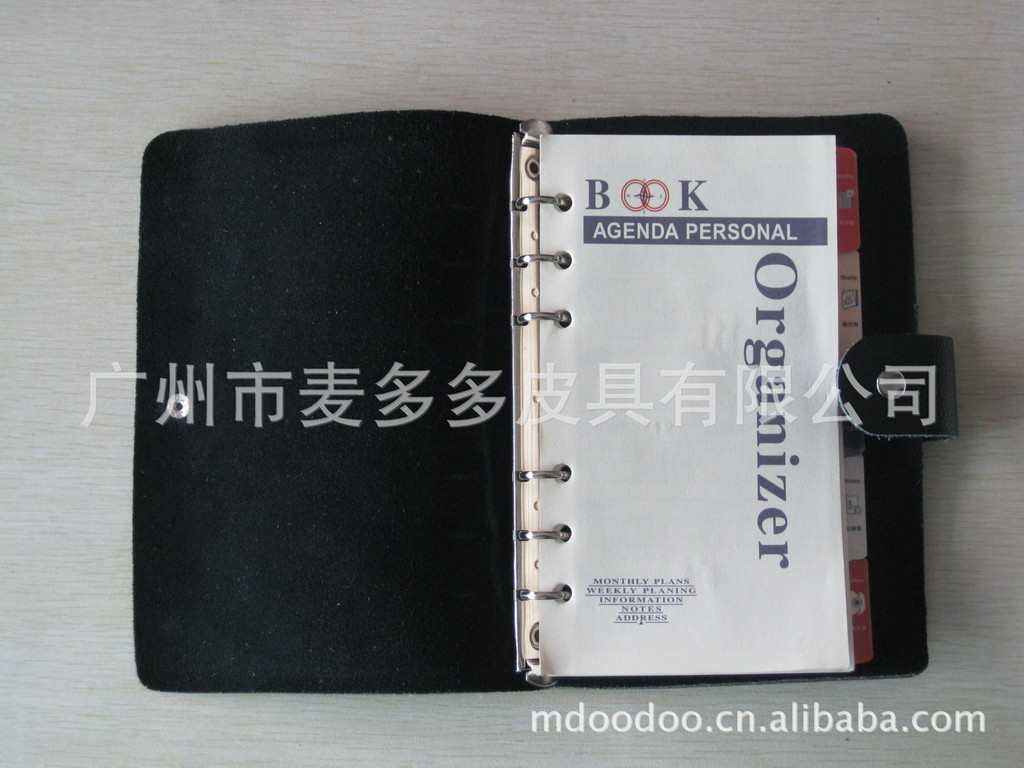 BOOK
AGENDA PERSONAL
Organizer
Weekly
广州市麦多多皮具有限公司
MONTHLY PLANS
WEEKLY PLANING
INFORMATION
NOTES
ADDRESS
mdoodoo.cn.alibaba.com